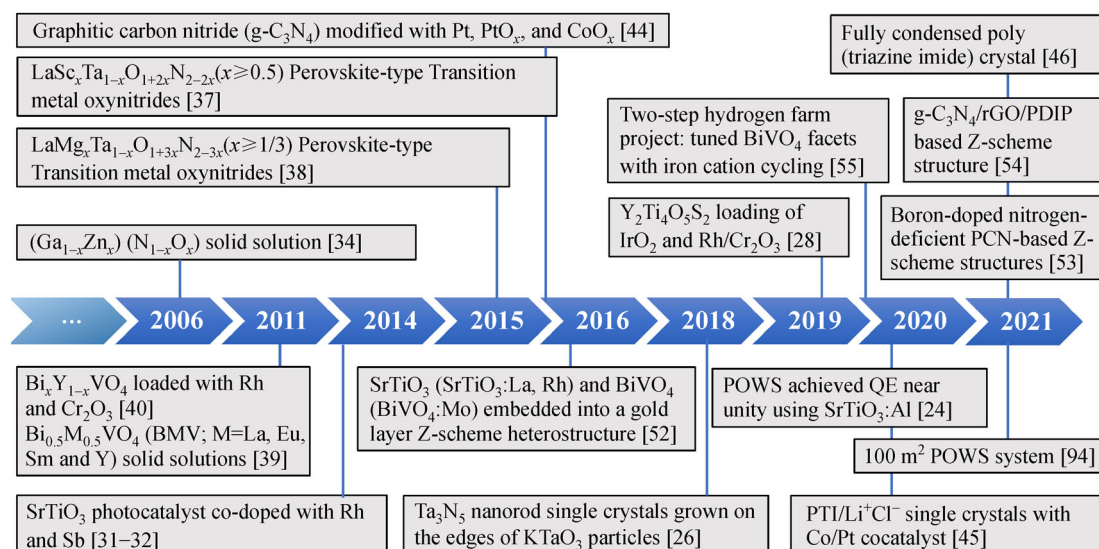 Graphitic carbon nitride (g-C₃N₄) modified with Pt, PtOₓ, and CoOₓ [44]
LaScₓTa₁₋ₓO₁₊₂ₓN₂₋₂ₓ(x⩾0.5) Perovskite-type Transition
metal oxynitrides [37]
LaMgₓTa₁₋ₓO₁₊₃ₓN₂₋₃ₓ(x⩾1/3) Perovskite-type
Transition metal oxynitrides [38]
(Ga₁₋ₓZnₓ) (N₁₋ₓOₓ) solid solution [34]
Two-step hydrogen farm
project: tuned BiVO₄ facets
with iron cation cycling [55]
Y₂Ti₄O₅S₂ loading of
IrO₂ and Rh/Cr₂O₃ [28]
Fully condensed poly
(triazine imide) crystal [46]
g-C₃N₄/rGO/PDIP
based Z-scheme
structure [54]
Boron-doped nitrogen-
deficient PCN-based Z-
scheme structures [53]
... 2006 2011 2014 2015 2016 2018 2019 2020 2021
BiₓY₁₋ₓVO₄ loaded with Rh
and Cr₂O₃ [40]
Bi₀.₅M₀.₅VO₄ (BMV; M=La, Eu,
Sm and Y) solid solutions [39]
SrTiO₃ photocatalyst co-doped with Rh
and Sb [31−32]
SrTiO₃ (SrTiO₃:La, Rh) and BiVO₄
(BiVO₄:Mo) embedded into a gold
layer Z-scheme heterostructure [52]
Ta₃N₅ nanorod single crystals grown on
the edges of KTaO₃ particles [26]
POWS achieved QE near
unity using SrTiO₃:Al [24]
100 m² POWS system [94]
PTI/Li⁺Cl⁻ single crystals with
Co/Pt cocatalyst [45]